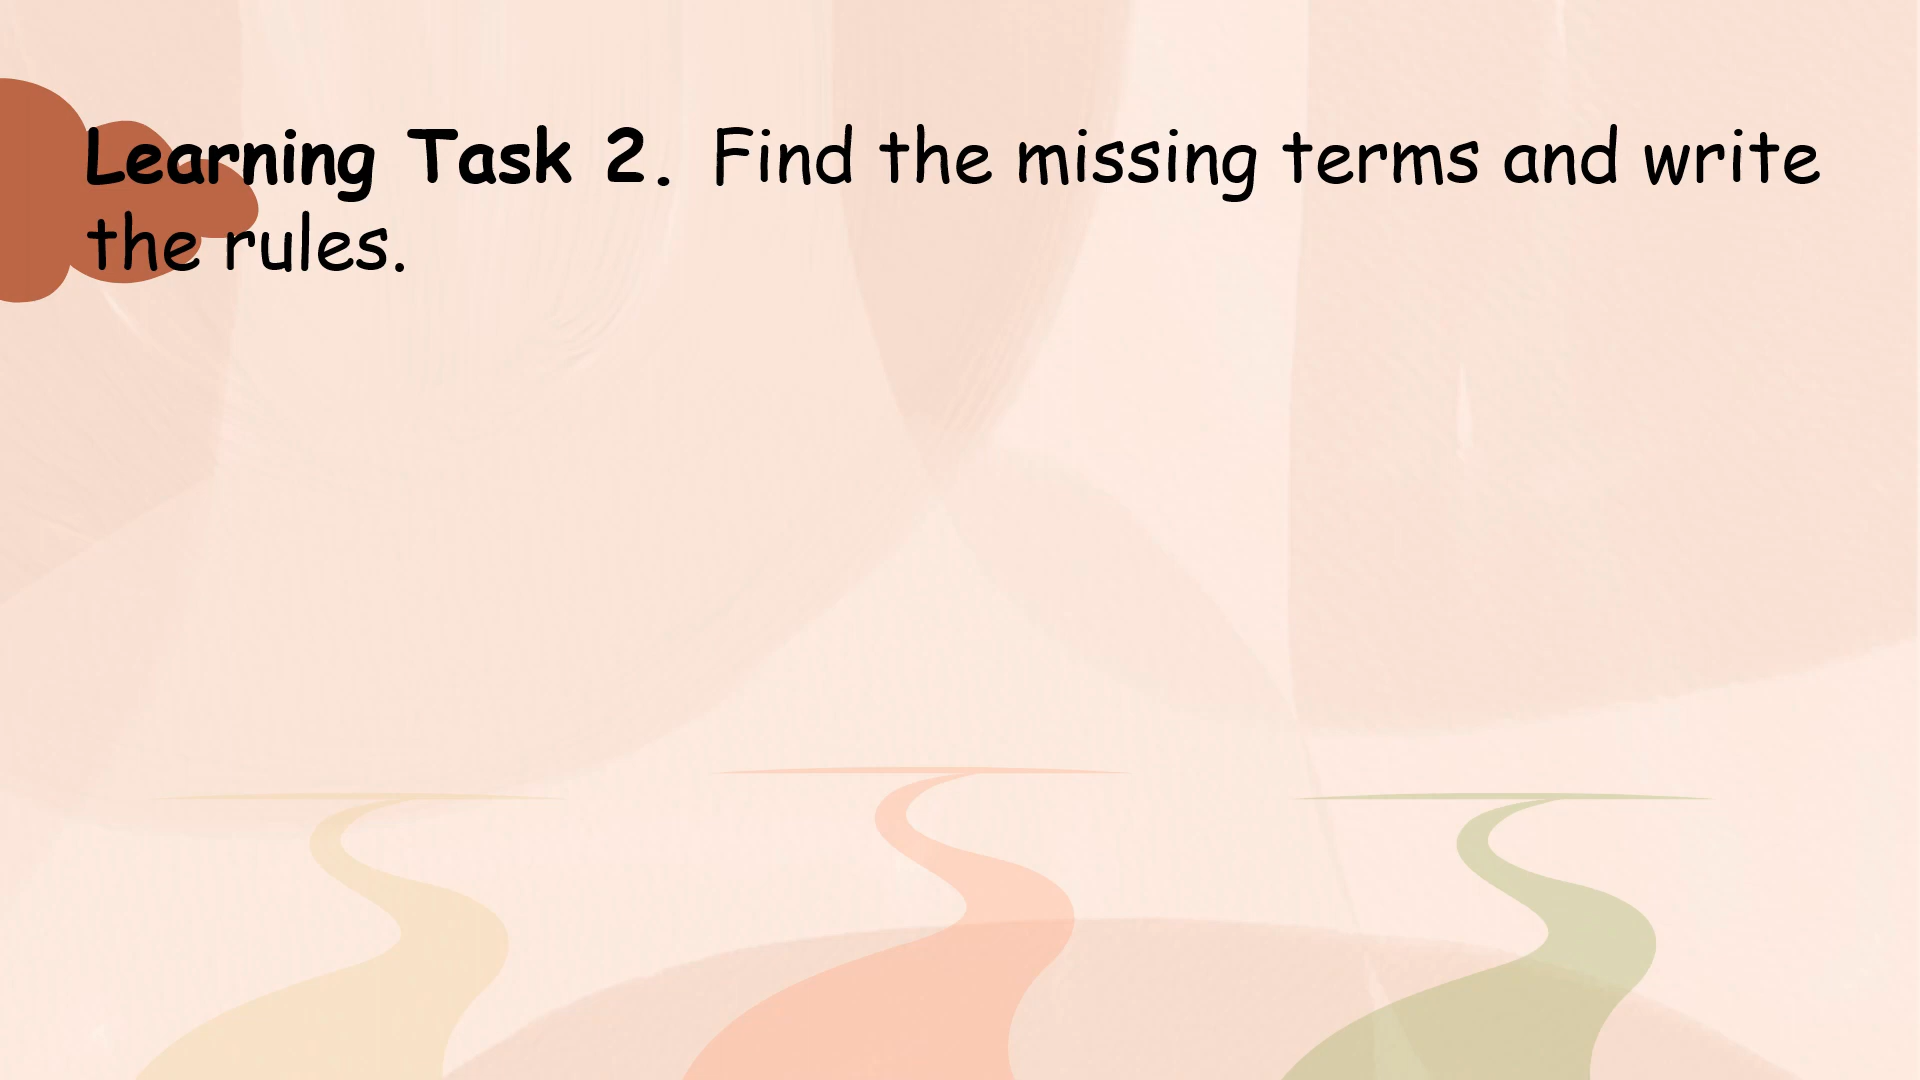 Learning Task 2. Find the missing terms and write
the rules.